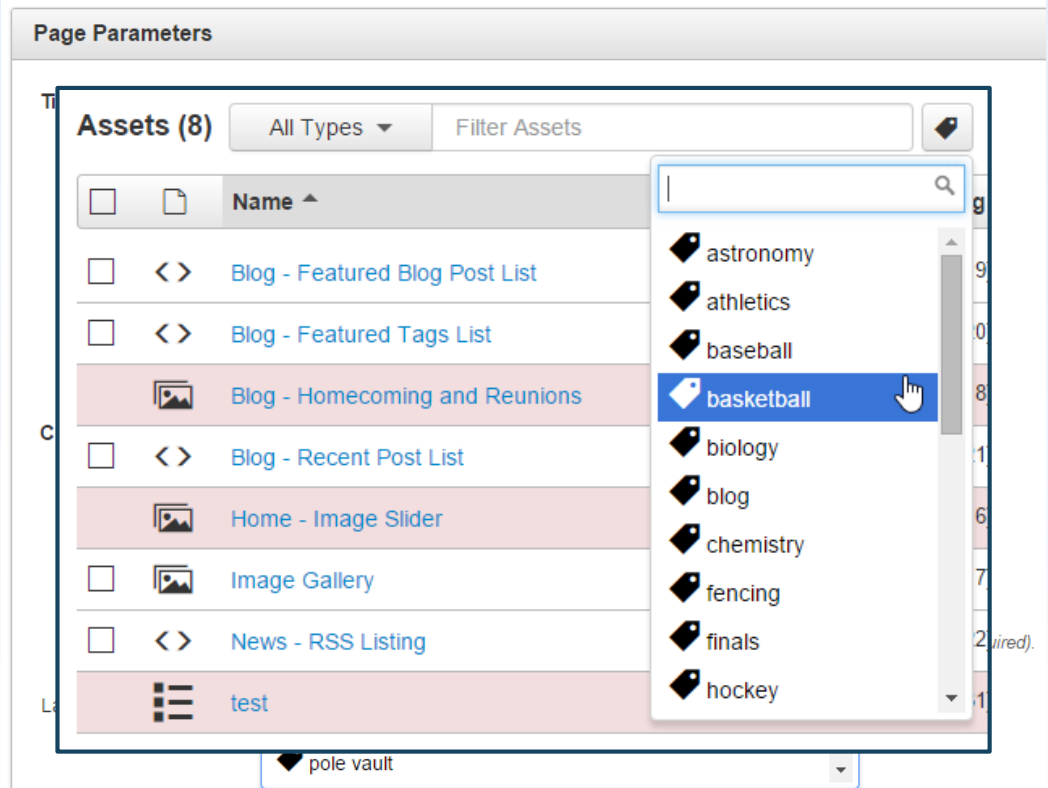 Page Parameters
Assets (8)
All Types
Filter Assets
Name
Blog - Featured Blog Post List
Blog - Featured Tags List
Blog - Homecoming and Reunions
Blog - Recent Post List
Home - Image Slider
Image Gallery
News - RSS Listing
test
astronomy
athletics
baseball
basketball
biology
blog
chemistry
fencing
finals
hockey
pole vault